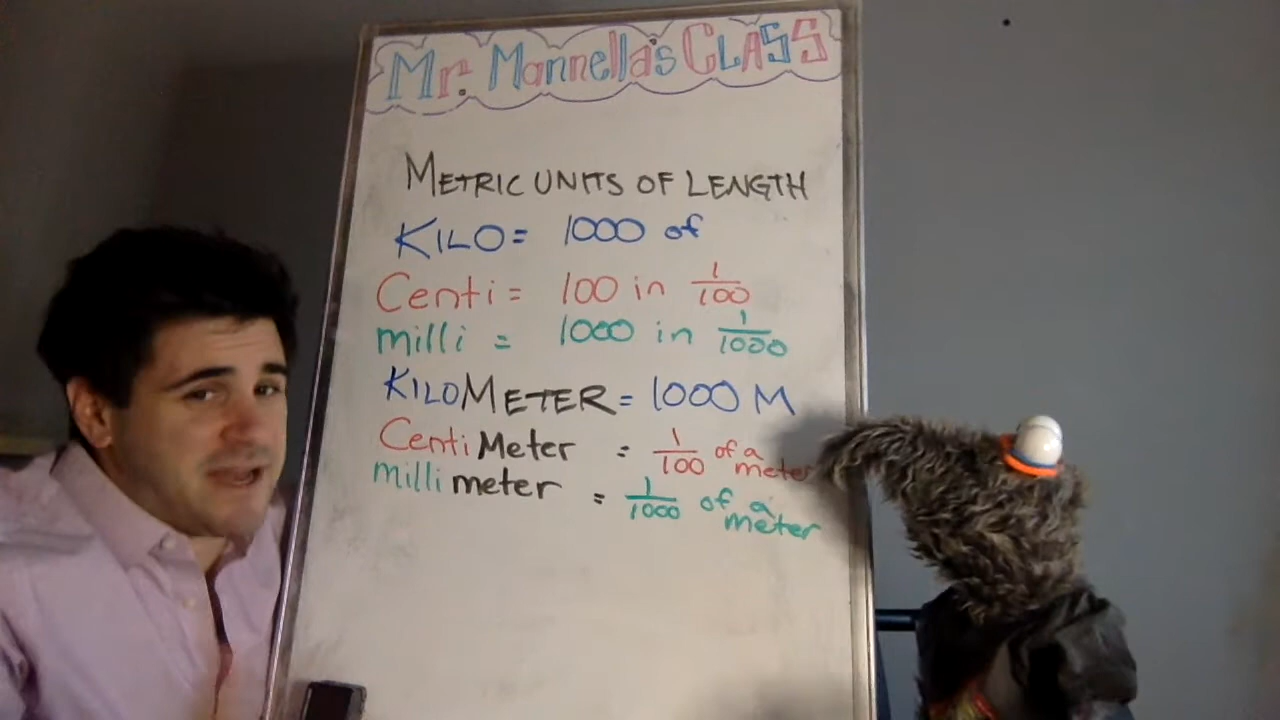 Mr. Mannella's CLASS
METRIC UNITS OF LENGTH
KILO = 1000 of
Centi = 100 in 1/100
milli = 1000 in 1/1000
KILOMETER = 1000 M
CentiMeter = 1/100 of a meter
millimeter = 1/1000 of a meter